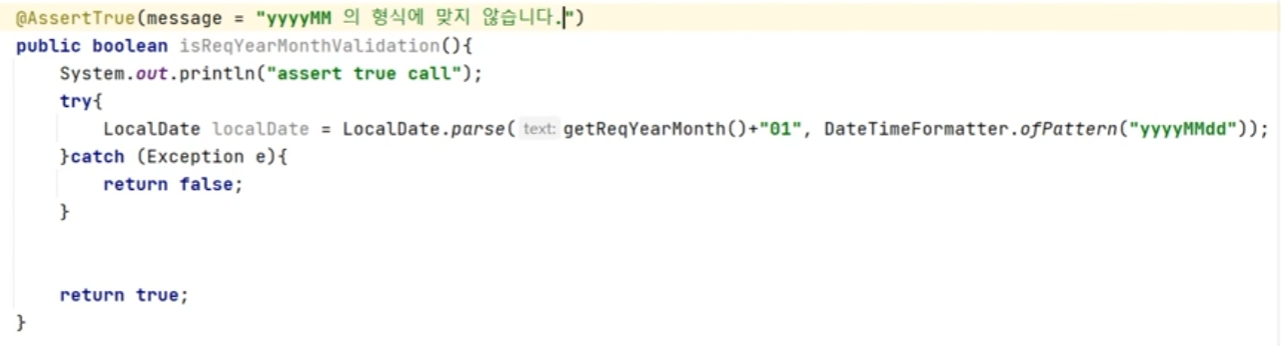 @AssertTrue(message = "yyyyMM 의 형식에 맞지 않습니다.")
public boolean isReqYearMonthValidation(){
    System.out.println("assert true call");
    try{
        LocalDate localDate = LocalDate.parse( text: getReqYearMonth()+"01", DateTimeFormatter.ofPattern("yyyyMMdd"));
    }catch (Exception e){
        return false;
    }
    return true;
}